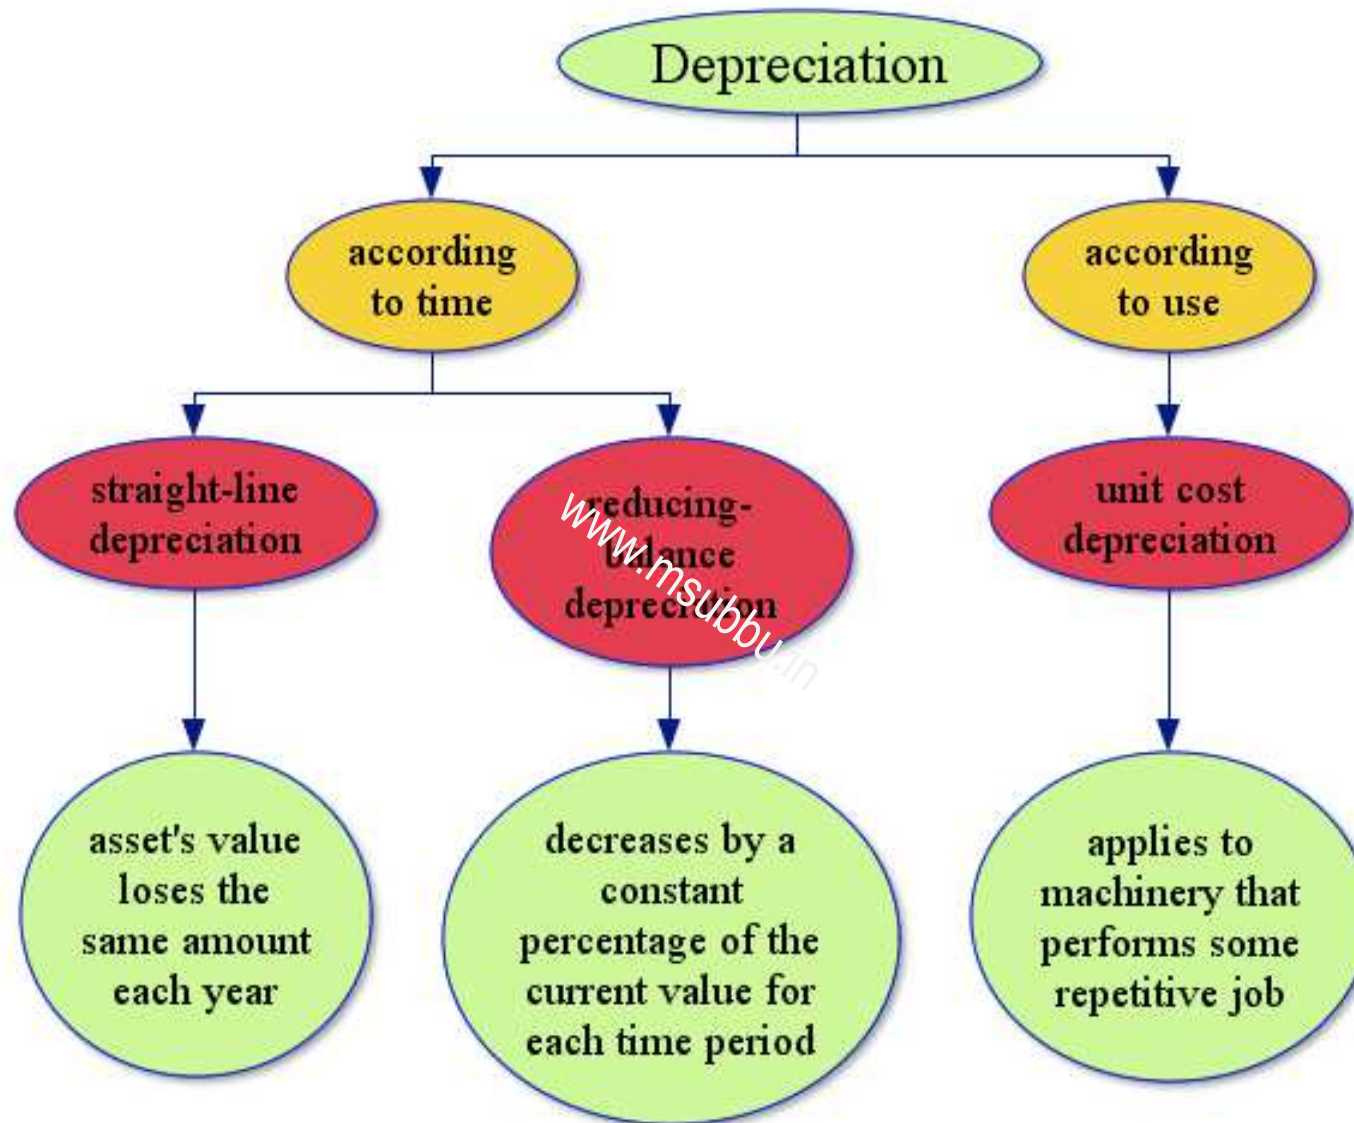 Depreciation
according
to time
according
to use
straight-line
depreciation
reducing-
balance
depreciation
unit cost
depreciation
www.msubbu.in
asset's value
loses the
same amount
each year
decreases by a
constant
percentage of the
current value for
each time period
applies to
machinery that
performs some
repetitive job